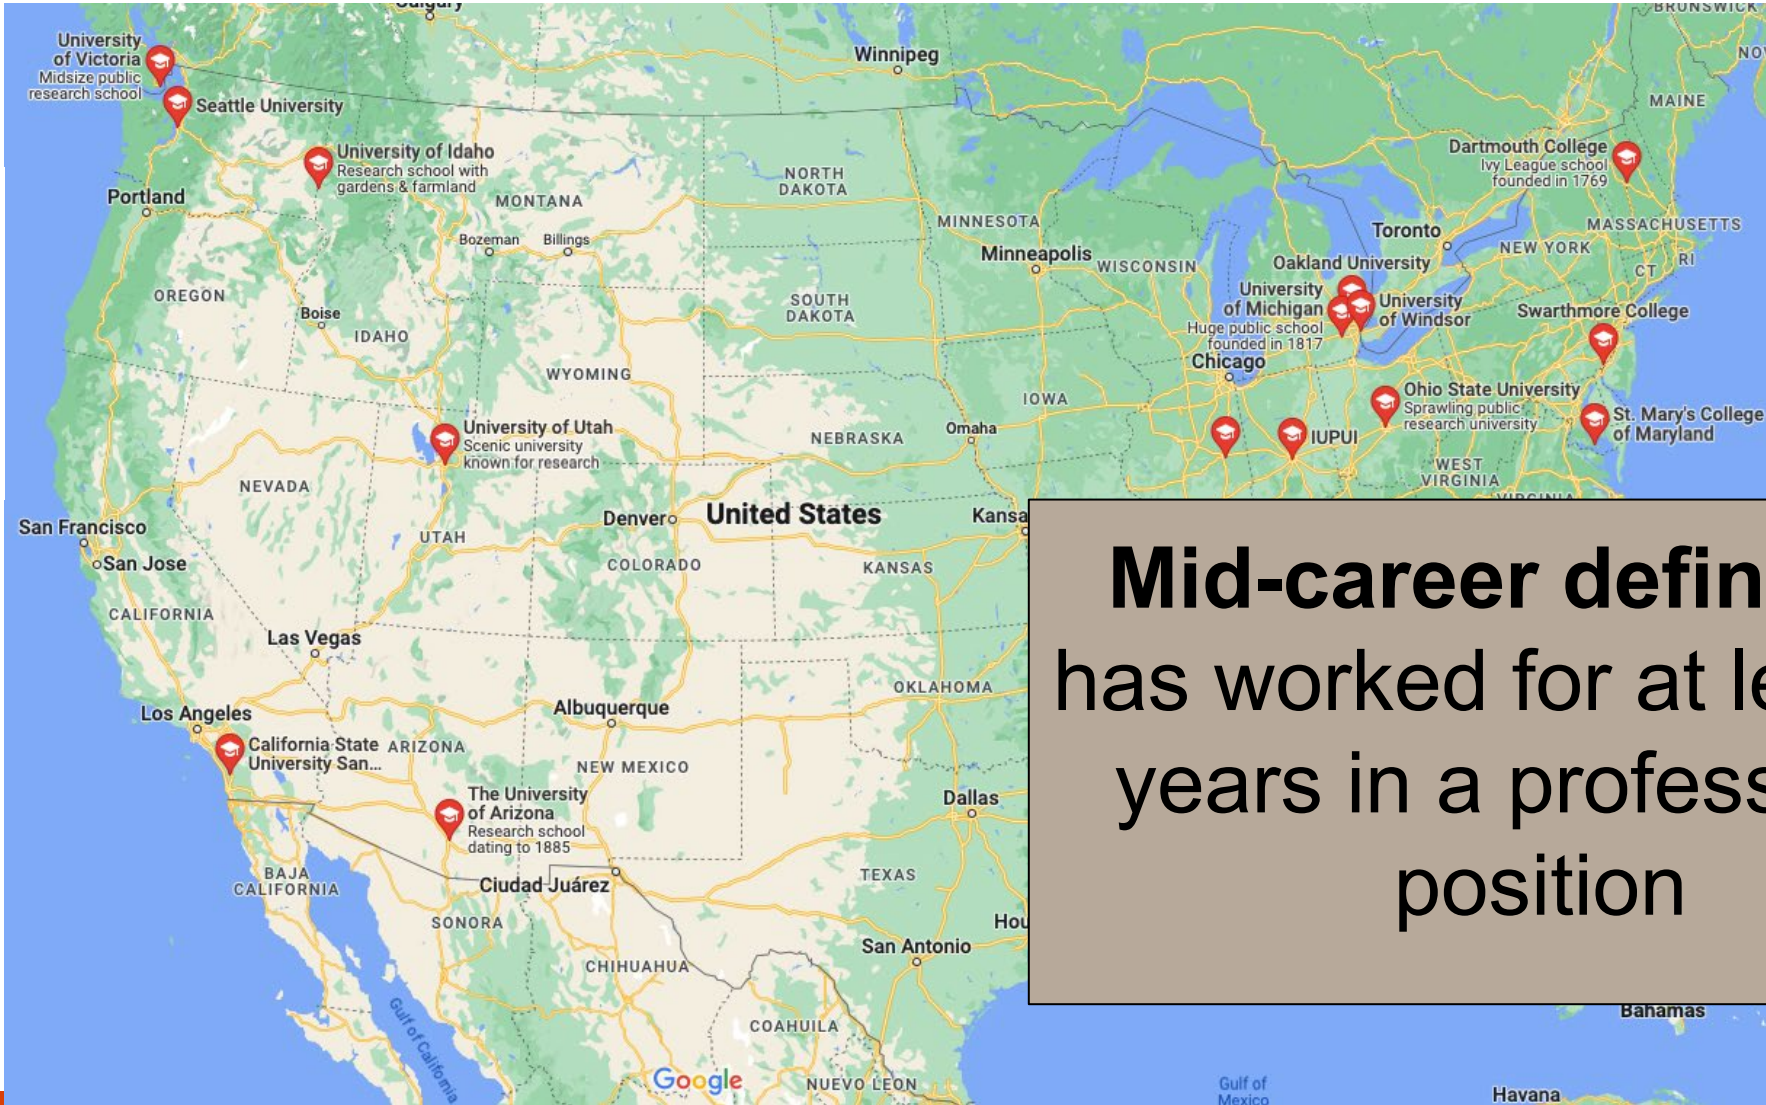 Calgary
BRUNSWICK
University
of Victoria
Midsize public
research school
Winnipeg
Seattle University
MAINE
University of Idaho
Research school with
gardens & farmland
NORTH
DAKOTA
Dartmouth College
Ivy League school
founded in 1769
Portland
MONTANA
MINNESOTA
MASSACHUSETTS
Toronto
Bozeman
Billings
Minneapolis
WISCONSIN
NEW YORK
CT
RI
Oakland University
OREGON
SOUTH
DAKOTA
University
of Michigan
Huge public school
founded in 1817
University
of Windsor
Swarthmore College
Boise
IDAHO
WYOMING
Chicago
IOWA
Ohio State University
Sprawling public
research university
St. Mary's College
of Maryland
University of Utah
Scenic university
known for research
NEBRASKA
Omaha
IUPUI
WEST
VIRGINIA
VIRGINIA
NEVADA
San Francisco
Denver
United States
Kansa
UTAH
San Jose
COLORADO
KANSAS
CALIFORNIA
Las Vegas
OKLAHOMA
Los Angeles
Albuquerque
California State
University San...
ARIZONA
NEW MEXICO
The University
of Arizona
Research school
dating to 1885
Dallas
BAJA
CALIFORNIA
Ciudad Juárez
TEXAS
SONORA
Hou
San Antonio
CHIHUAHUA
COAHUILA
Gulf of California
Google
NUEVO LEON
Gulf of
Mexico
Bahamas
Havana
Mid-career defin
has worked for at le
years in a profess
position